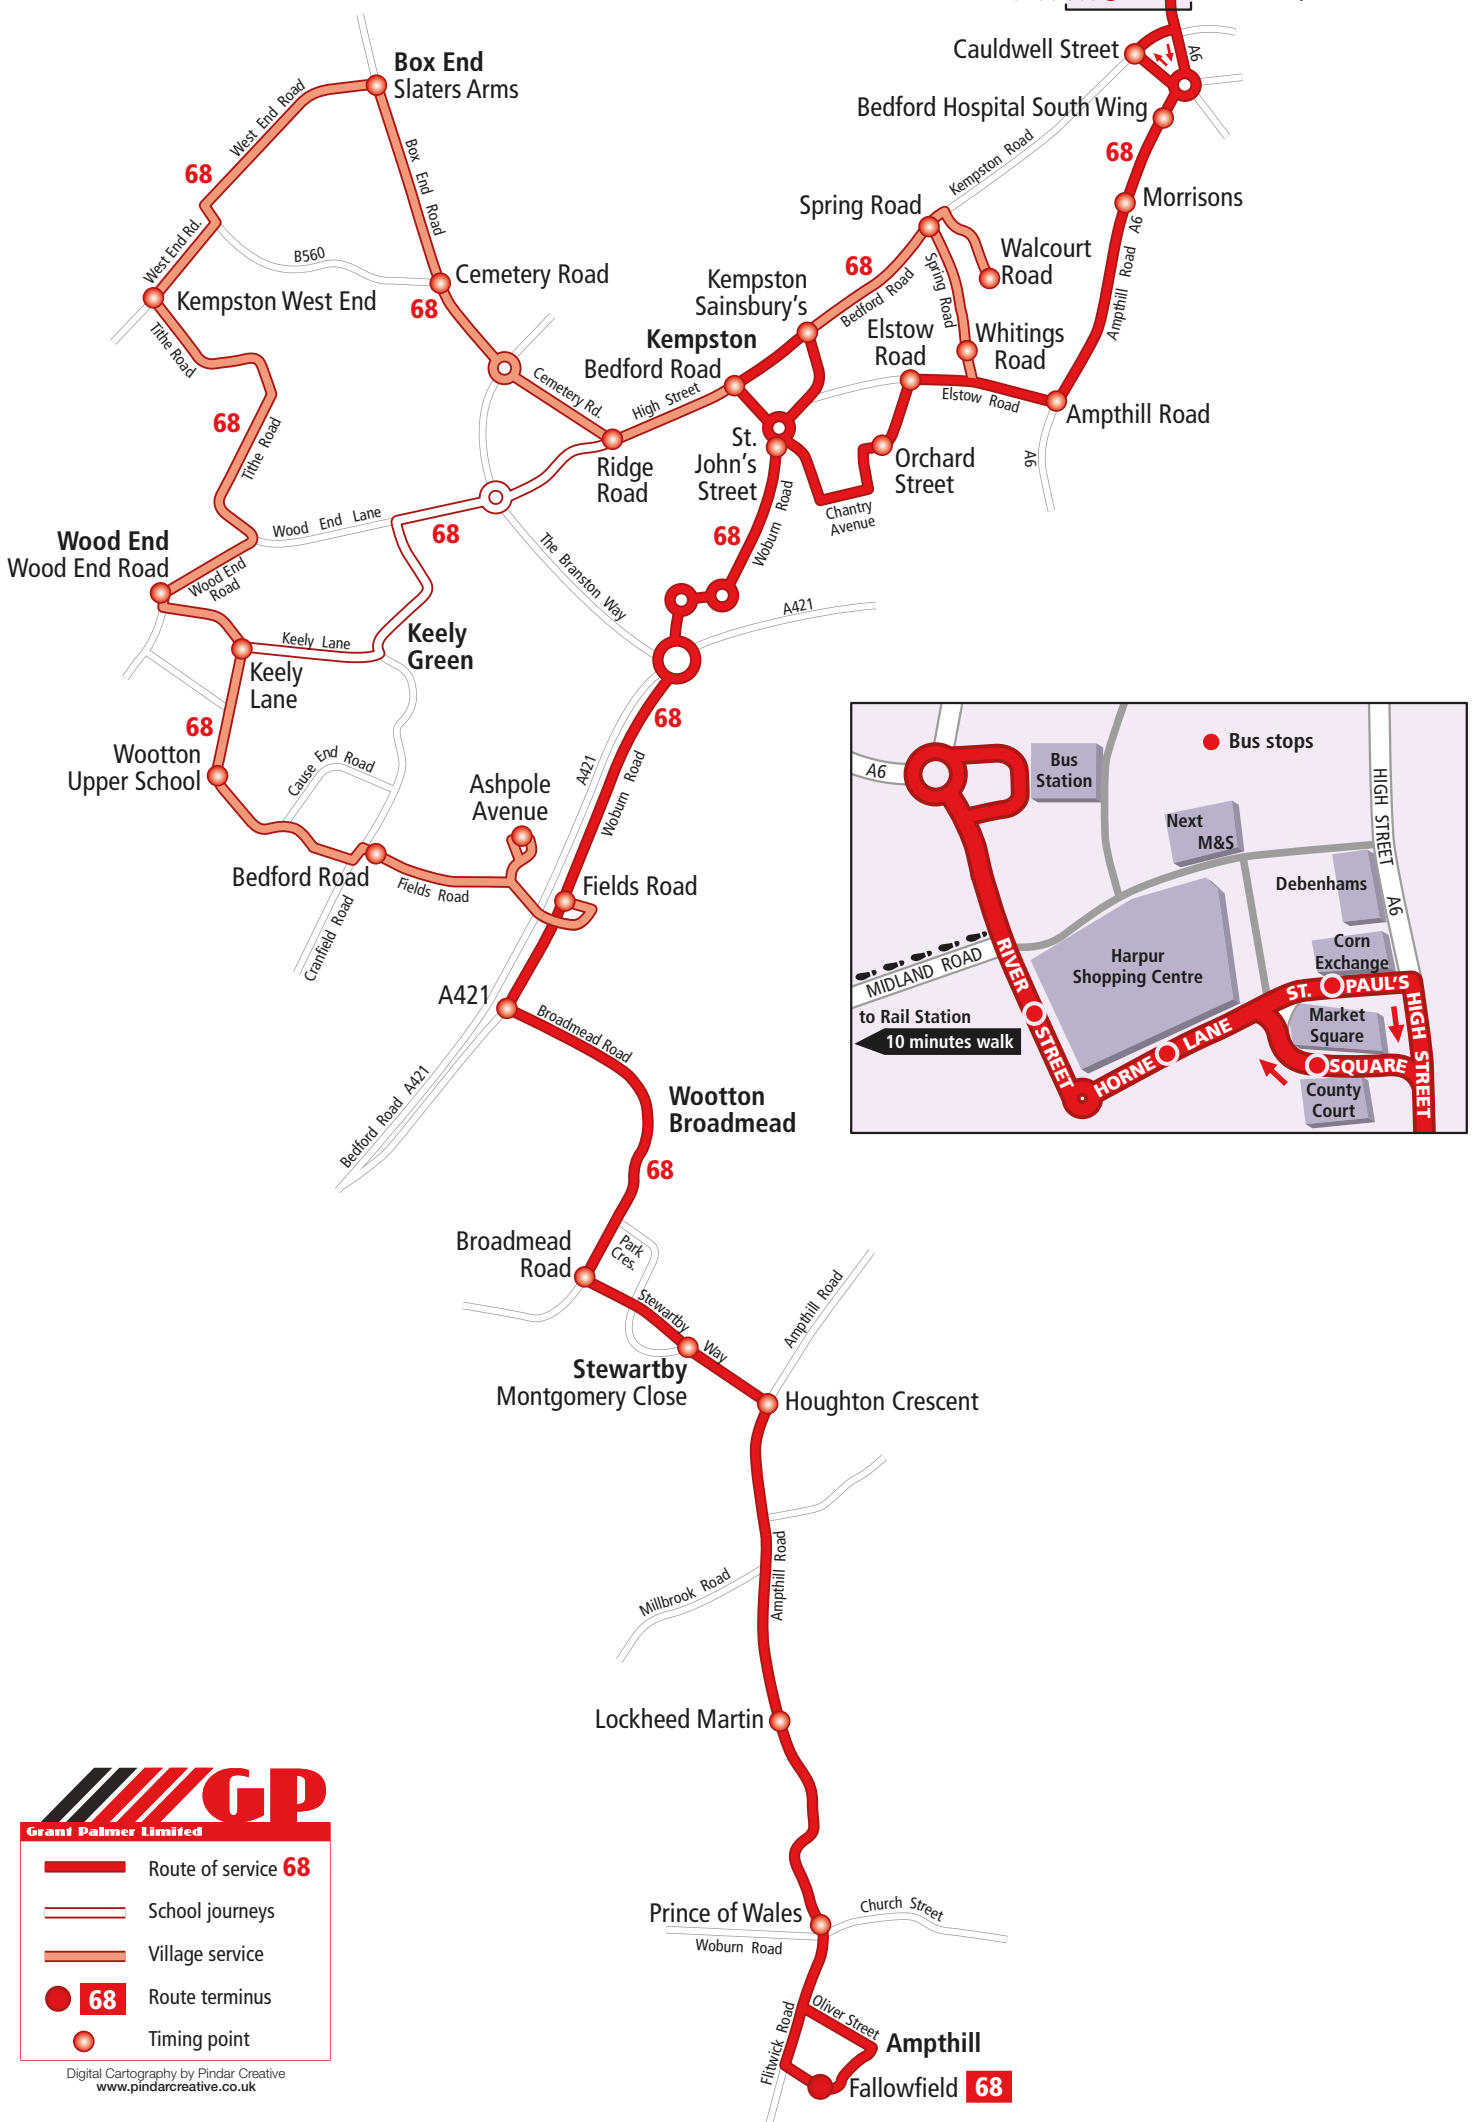 Cauldwell Street
A6
Bedford Hospital South Wing
68
Morrisons
Kempston Road
A6
Ampthill Road
Box End
Slaters Arms
West End Road
Box End Road
68
West End Rd.
B560
Kempston West End
Cemetery Road
68
Tithe Road
Spring Road
Walcourt
Road
68
Kempston
Sainsbury's
Bedford Road
Spring Road
Kempston
Bedford Road
Elstow
Road
Whitings
Road
Elstow Road
Ampthill Road
A6
Cemetery Rd.
High Street
68
Tithe Road
Ridge
Road
St.
John's
Street
Orchard
Street
Chantry
Avenue
Wood End Lane
68
68
Woburn Road
Wood End
Wood End Road
Wood End
Road
The Branston Way
A421
Keely Lane
Keely
Green
Keely
Lane
68
68
Wootton
Upper School
Cause End Road
Ashpole
Avenue
A421
Woburn Road
Bedford Road
Fields Road
Fields Road
Cranfield Road
A421
Broadmead Road
Bedford Road A421
Wootton
Broadmead
68
Broadmead
Road
Park
Cres.
Stewartby Way
Ampthill Road
Stewartby
Montgomery Close
Houghton Crescent
Ampthill Road
Millbrook Road
Lockheed Martin
Prince of Wales
Church Street
Woburn Road
Oliver Street
Flitwick Road
Ampthill
Fallowfield 68
A6
Bus
Station
Bus stops
HIGH STREET
A6
Next
M&S
Debenhams
Corn
Exchange
Harpur
Shopping Centre
MIDLAND ROAD
RIVER STREET
to Rail Station
10 minutes walk
ST. PAUL'S
Market
Square
HIGH STREET
HORNE LANE
SQUARE
County
Court
GP
Grant Palmer Limited
Route of service 68
School journeys
Village service
68 Route terminus
Timing point
Digital Cartography by Pindar Creative
www.pindarcreative.co.uk